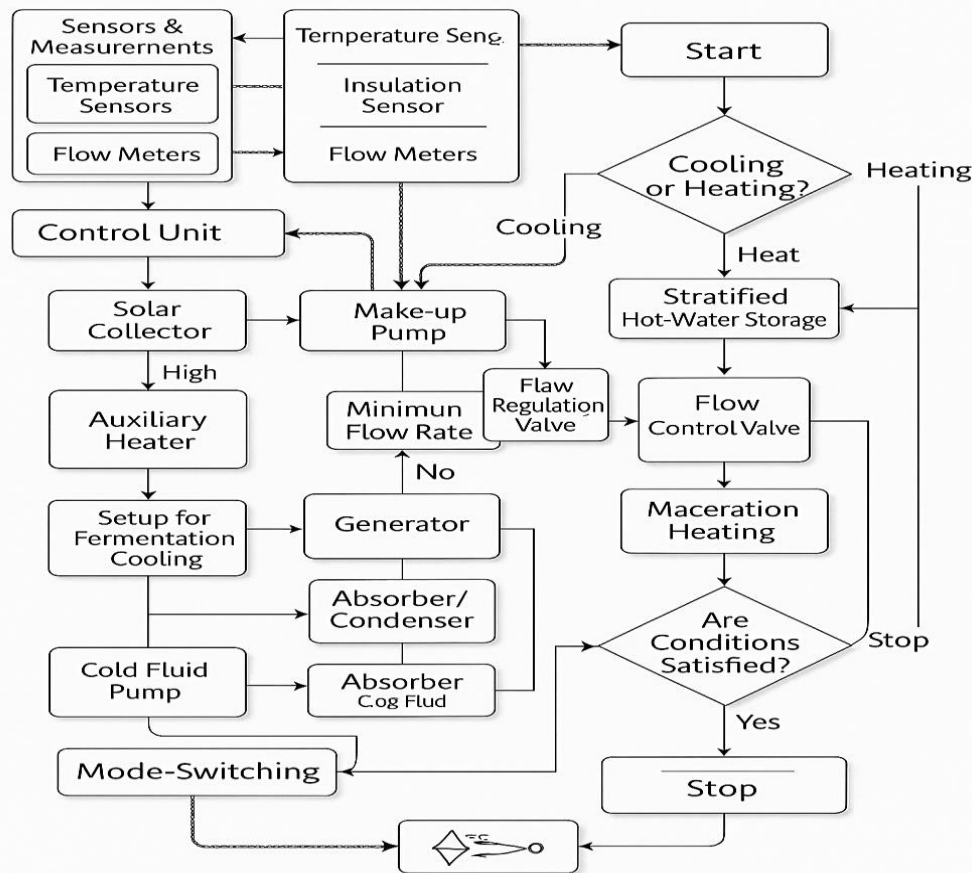 Sensors &
Measurernents
Temperature
Sensors
Flow Meters
Ternperature Seng.
Insulation
Sensor
Flow Meters
Start
Cooling
or Heating?
Heating
Cooling
Heat
Control Unit
Solar
Collector
High
Make-up
Pump
Stratified
Hot-Water Storage
Auxiliary
Heater
Minimun
Flow Rate
Flaw
Regulation
Valve
Flow
Control Valve
No
Setup for
Fermentation
Cooling
Generator
Maceration
Heating
Absorber/
Condenser
Are
Conditions
Satisfied?
Stop
Cold Fluid
Pump
Absorber
Cog Flud
Yes
Mode-Switching
Stop